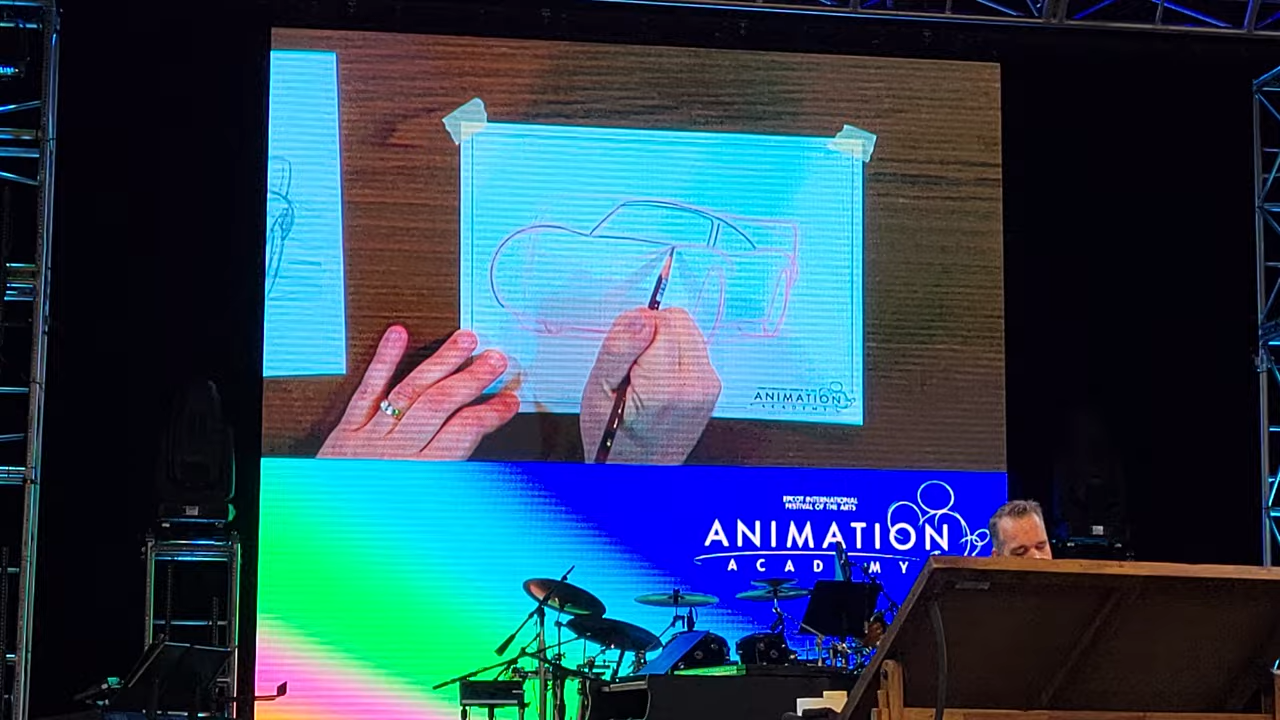 ANIMATION
ACADEMY
EPCOT INTERNATIONAL
FESTIVAL OF THE ARTS
ANIMATION
ACADEMY